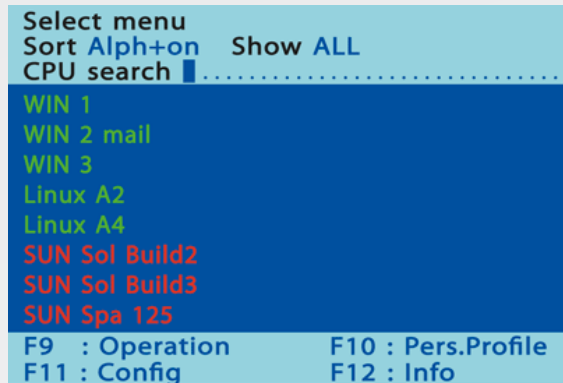 Select menu
Sort Alph+on Show ALL
CPU search ...............................
WIN 1
WIN 2 mail
WIN 3
Linux A2
Linux A4
SUN Sol Build2
SUN Sol Build3
SUN Spa 125
F9 : Operation F10 : Pers.Profile
F11 : Config F12 : Info